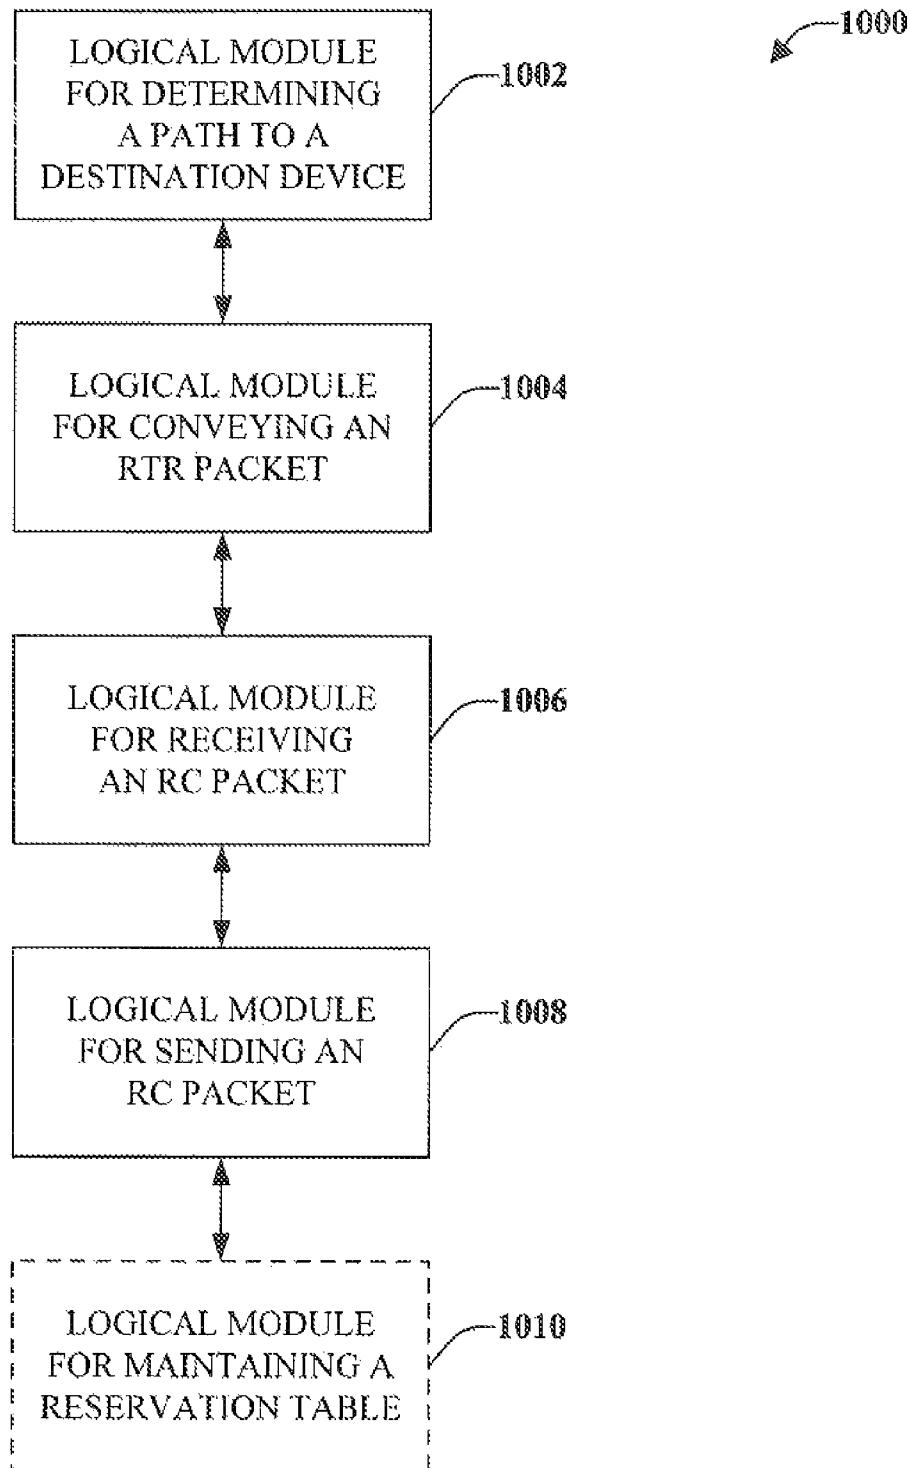 1000
LOGICAL MODULE
FOR DETERMINING
A PATH TO A
DESTINATION DEVICE
1002
LOGICAL MODULE
FOR CONVEYING AN
RTR PACKET
1004
LOGICAL MODULE
FOR RECEIVING
AN RC PACKET
1006
LOGICAL MODULE
FOR SENDING AN
RC PACKET
1008
LOGICAL MODULE
FOR MAINTAINING A
RESERVATION TABLE
1010